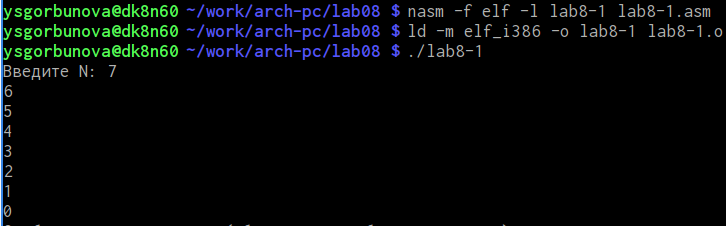 ysgorbunova@dk8n60 ~/work/arch-pc/lab08 $ nasm -f elf -l lab8-1 lab8-1.asm
ysgorbunova@dk8n60 ~/work/arch-pc/lab08 $ ld -m elf_i386 -o lab8-1 lab8-1.o
ysgorbunova@dk8n60 ~/work/arch-pc/lab08 $ ./lab8-1
Введите N: 7
6
5
4
3
2
1
0